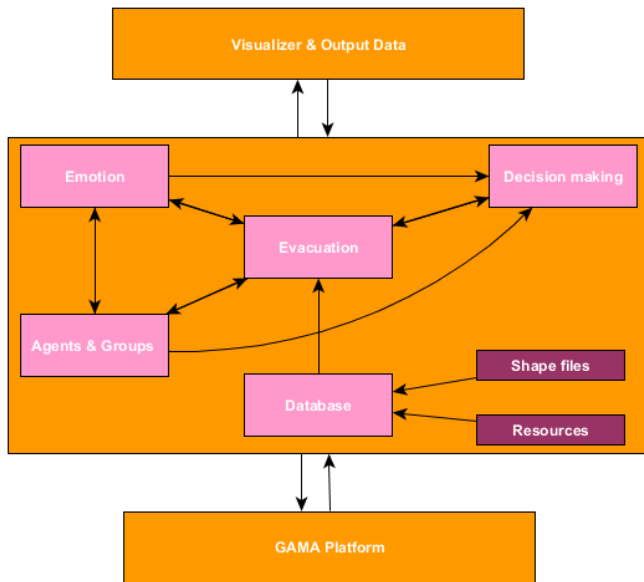 Visualizer & Output Data
Emotion
Decision making
Evacuation
Agents & Groups
Shape files
Database
Resources
GAMA Platform